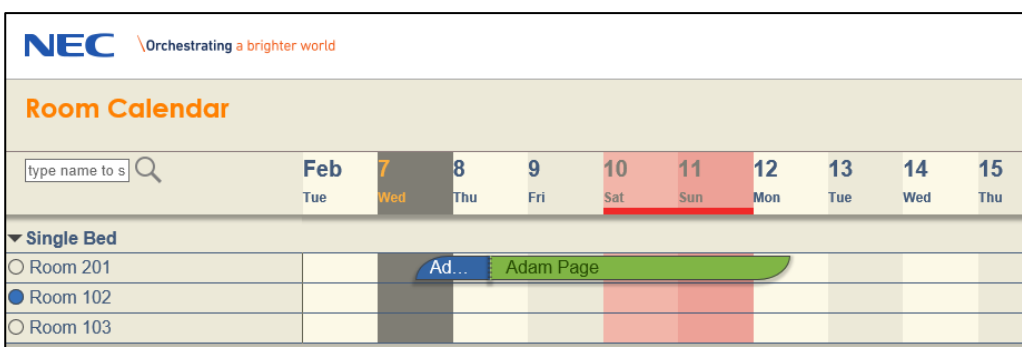 NEC \Orchestrating a brighter world
Room Calendar
type name to s
Feb 7 8 9 10 11 12 13 14 15
Tue Wed Thu Fri Sat Sun Mon Tue Wed Thu
Single Bed
Room 201 Ad... Adam Page
Room 102
Room 103